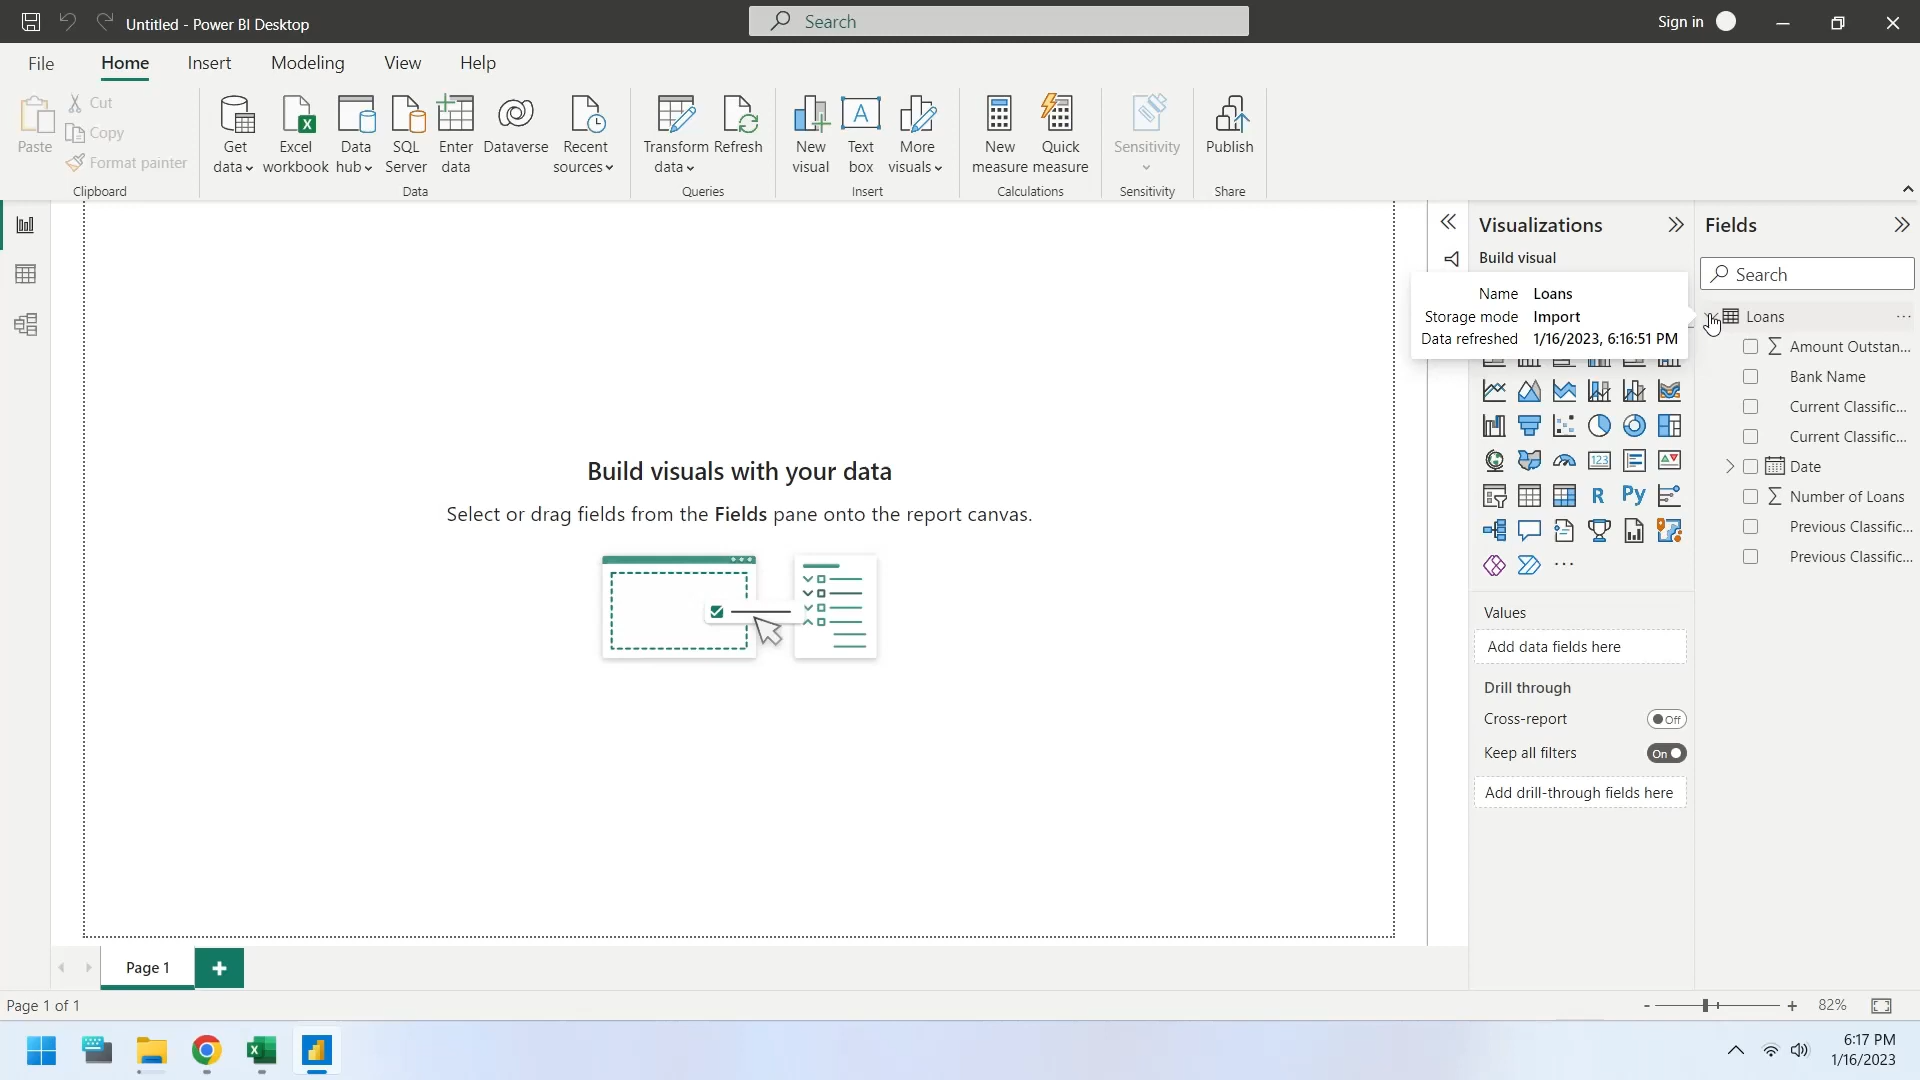 Untitled - Power BI Desktop
Search
Sign in
File
Home
Insert
Modeling
View
Help
Paste
Cut
Copy
Format painter
Clipboard
Get data
Excel workbook
Data hub
SQL Server
Enter data
Dataverse
Recent sources
Data
Transform data
Refresh
Queries
New visual
Text box
More visuals
Insert
New measure
Quick measure
Calculations
Sensitivity
Sensitivity
Publish
Share
Visualizations
Build visual
Name Loans
Storage mode Import
Data refreshed 1/16/2023, 6:16:51 PM
123
R
Py
Values
Add data fields here
Drill through
Cross-report
Off
Keep all filters
On
Add drill-through fields here
Fields
Search
Loans
Amount Outstan...
Bank Name
Current Classific...
Current Classific...
Date
Number of Loans
Previous Classific...
Previous Classific...
Build visuals with your data
Select or drag fields from the Fields pane onto the report canvas.
Page 1
Page 1 of 1
82%
6:17 PM
1/16/2023